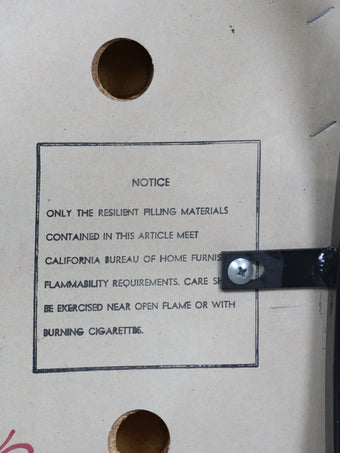 NOTICE
ONLY THE RESILIENT PILLING MATERIALS
CONTAINED IN THIS ARTICLE MEET
CALIFORNIA BUREAU OF HOME FURNIS
FLAMMABILITY REQUIREMENTS. CARE SH
BE EXERCISED NEAR OPEN FLAME OR WITH
BURNING CIGARETTES.